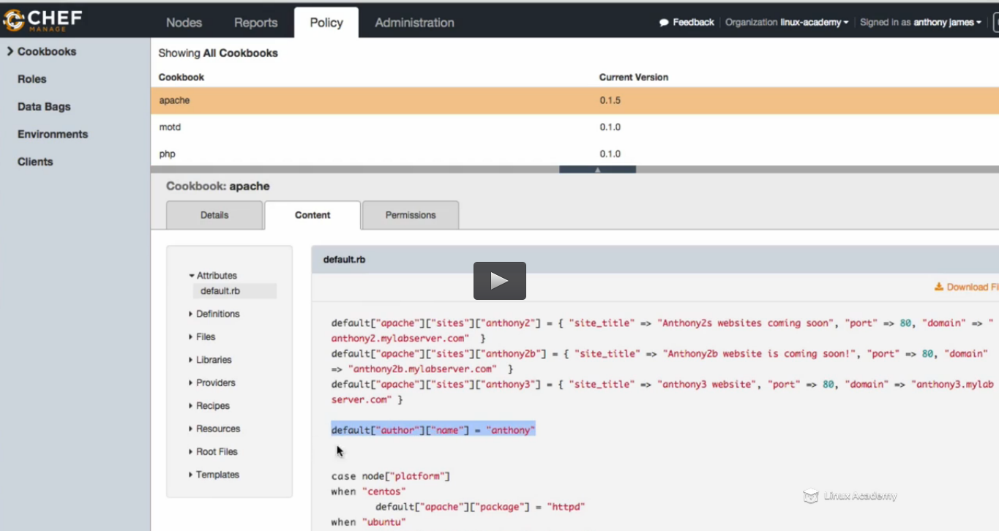 CHEF
MANAGE
Nodes Reports Policy Administration
Feedback Organization linux-academy Signed in as anthony james
Cookbooks
Roles
Data Bags
Environments
Clients
Showing All Cookbooks
Cookbook Current Version
apache 0.1.5
motd 0.1.0
php 0.1.0
Cookbook: apache
Details Content Permissions
Attributes
default.rb
Definitions
Files
Libraries
Providers
Recipes
Resources
Root Files
Templates
default.rb
Download
default["apache"]["sites"]["anthony2"] = { "site_title" => "Anthony2s websites coming soon", "port" => 80, "domain" => "
anthony2.mylabserver.com" }
default["apache"]["sites"]["anthony2b"] = { "site_title" => "Anthony2b website is coming soon!", "port" => 80, "domain"
=> "anthony2b.mylabserver.com" }
default["apache"]["sites"]["anthony3"] = { "site_title" => "anthony3 website", "port" => 80, "domain" => "anthony3.mylab
server.com" }
default["author"]["name"] = "anthony"
case node["platform"]
when "centos"
default["apache"]["package"] = "httpd"
when "ubuntu"
Linux Academy